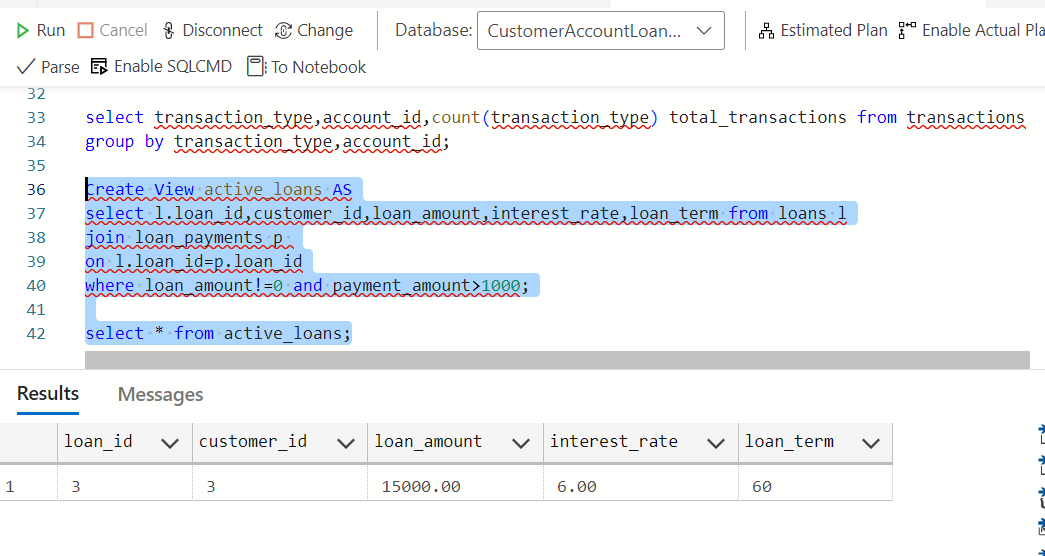 Run Cancel Disconnect Change Database: CustomerAccountLoan... Estimated Plan Enable Actual Pla
Parse Enable SQLCMD To Notebook
32
33 select transaction_type,account_id,count(transaction_type) total_transactions from transactions
34 group by transaction_type,account_id;
35
36 Create View active_loans AS
37 select l.loan_id,customer_id,loan_amount,interest_rate,loan_term from loans l
38 join loan_payments p
39 on l.loan_id=p.loan_id
40 where loan_amount!=0 and payment_amount>1000;
41
42 select * from active_loans;
Results Messages
loan_id customer_id loan_amount interest_rate loan_term
1 3 3 15000.00 6.00 60